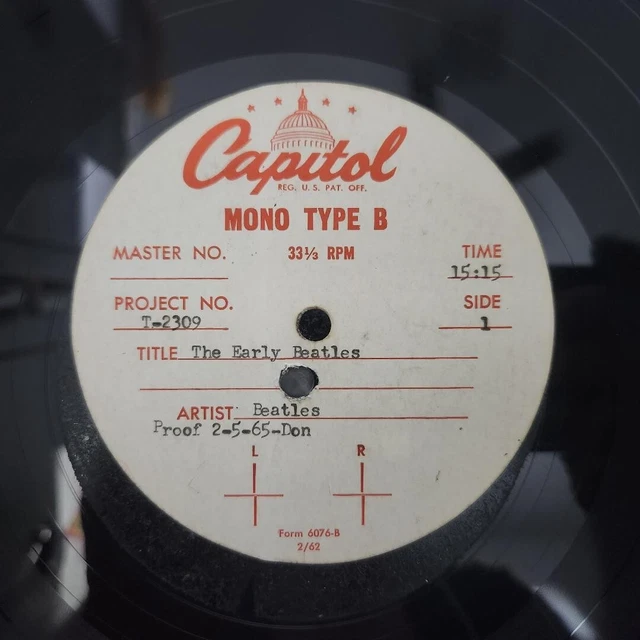 Capitol
REG. U. S. PAT. OFF.
MONO TYPE B
MASTER NO. 33⅓ RPM TIME
15:15
PROJECT NO. SIDE
T-2309 1
TITLE The Early Beatles
ARTIST Beatles
Proof 2-5-65-Don
L R
Form 6076-B
2/62